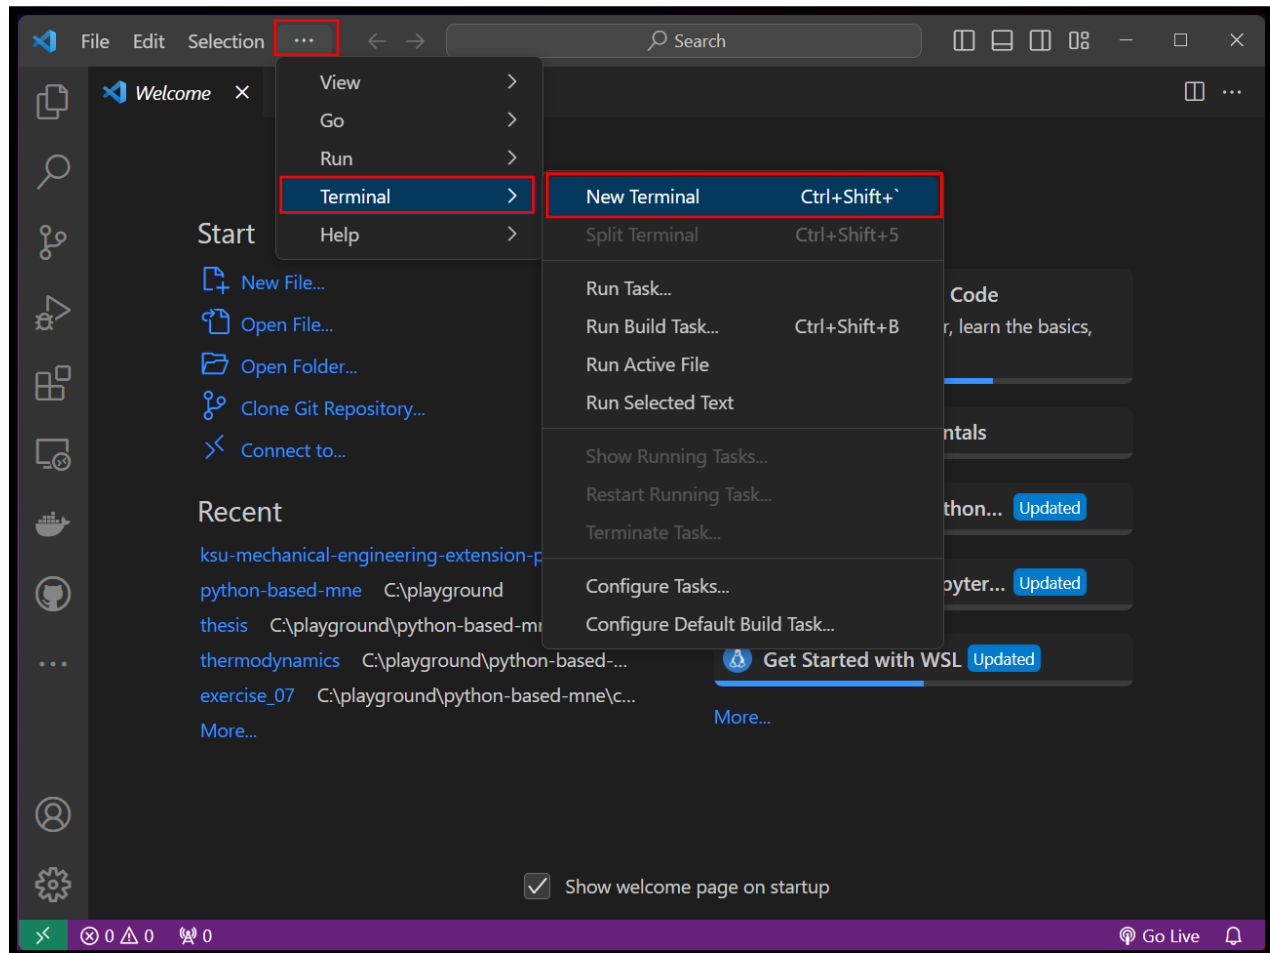 File Edit Selection ··· Search
Welcome
View
Go
Run
Terminal
Help
New Terminal Ctrl+Shift+`
Split Terminal Ctrl+Shift+5
Run Task...
Run Build Task... Ctrl+Shift+B
Run Active File
Run Selected Text
Show Running Tasks...
Restart Running Task...
Terminate Task...
Configure Tasks...
Configure Default Build Task...
Start
New File...
Open File...
Open Folder...
Clone Git Repository...
Connect to...
Recent
ksu-mechanical-engineering-extension-p
python-based-mne C:\playground
thesis C:\playground\python-based-mn
thermodynamics C:\playground\python-based-...
exercise_07 C:\playground\python-based-mne\c...
More...
Code
r, learn the basics,
ntals
thon... Updated
pyter... Updated
Get Started with WSL Updated
More...
Show welcome page on startup
0 0 0 Go Live